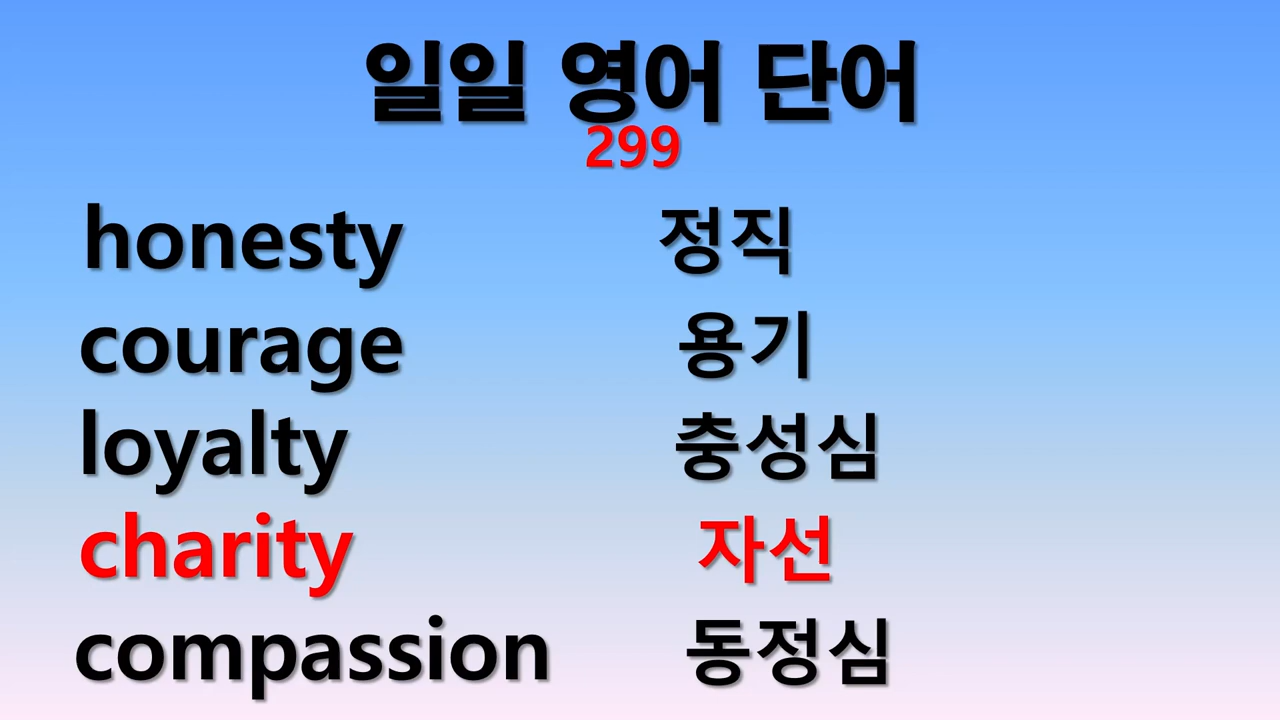 일일 영어 단어
299
honesty 정직
courage 용기
loyalty 충성심
charity 자선
compassion 동정심